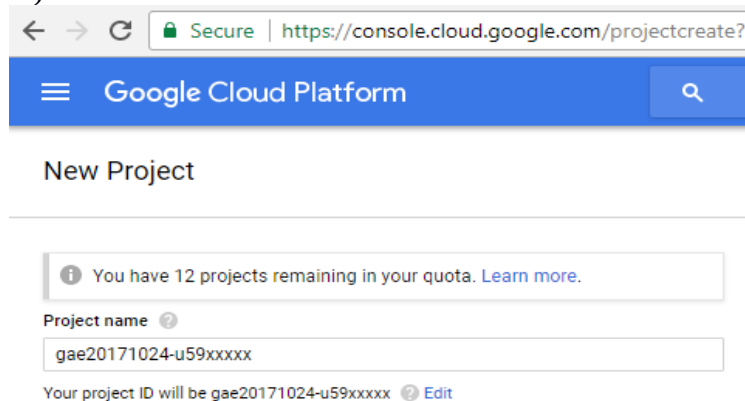 Secure | https://console.cloud.google.com/projectcreate?
Google Cloud Platform
New Project
You have 12 projects remaining in your quota. Learn more.
Project name
gae20171024-u59xxxxx
Your project ID will be gae20171024-u59xxxxx Edit